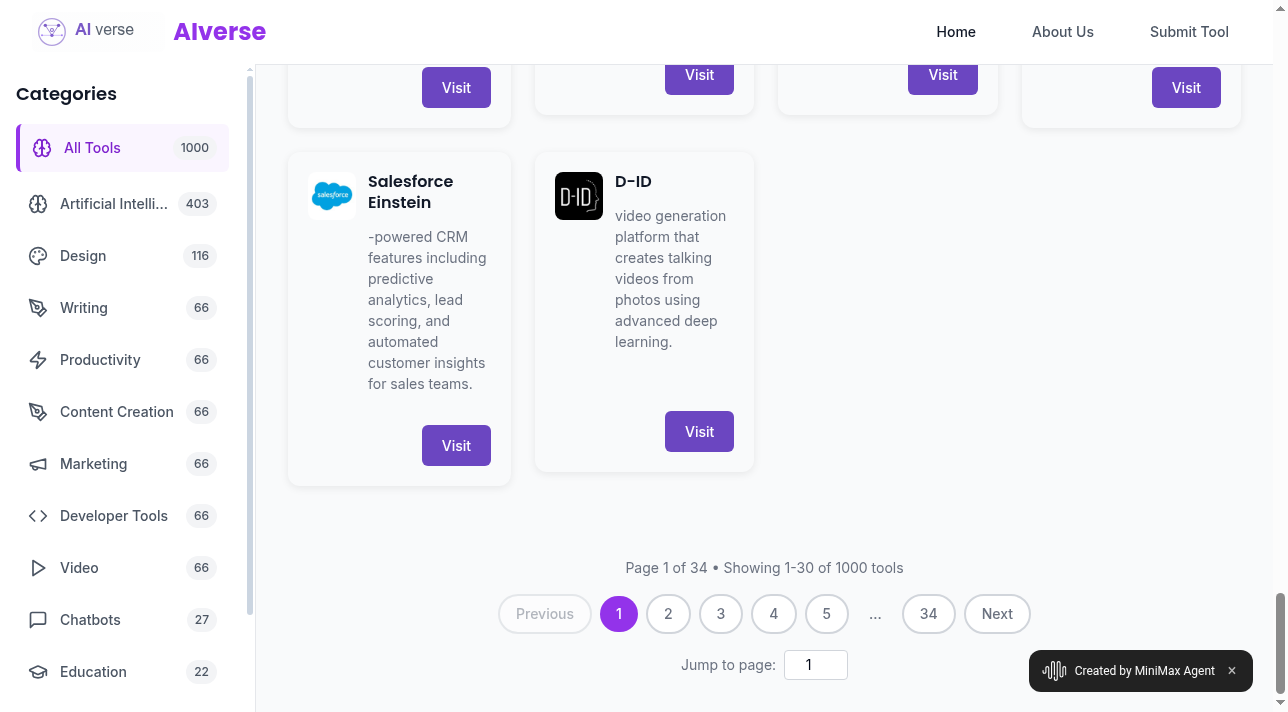 AI verse
AIverse
Home
About Us
Submit Tool
Categories
All Tools 1000
Artificial Intelli... 403
Design 116
Writing 66
Productivity 66
Content Creation 66
Marketing 66
Developer Tools 66
Video 66
Chatbots 27
Education 22
Visit
Visit
Visit
Visit
salesforce
Salesforce
Einstein
-powered CRM
features including
predictive
analytics, lead
scoring, and
automated
customer insights
for sales teams.
Visit
D-ID
D-ID
video generation
platform that
creates talking
videos from
photos using
advanced deep
learning.
Visit
Page 1 of 34 • Showing 1-30 of 1000 tools
Previous 1 2 3 4 5 ... 34 Next
Jump to page: 1
Created by MiniMax Agent ×